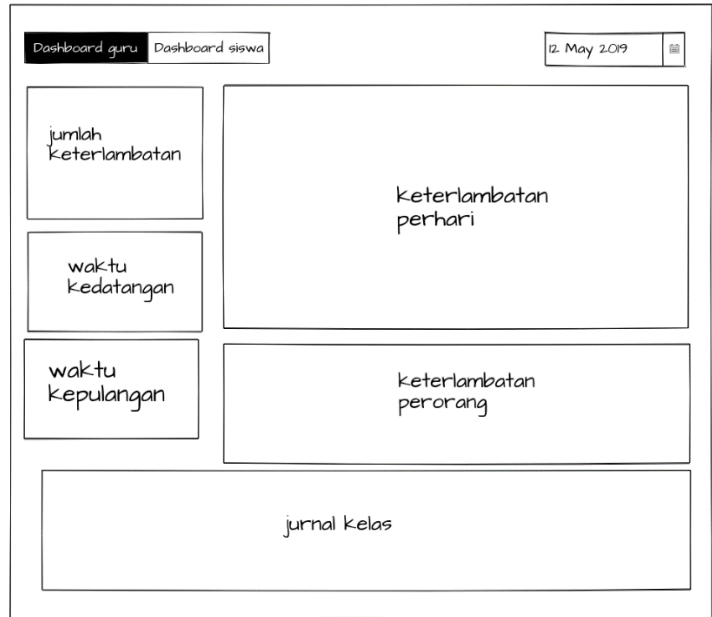 Dashboard guru Dashboard siswa
12 May 2019
jumlah
keterlambatan
keterlambatan
perhari
waktu
kedatangan
waktu
kepulangan
keterlambatan
perorang
jurnal kelas